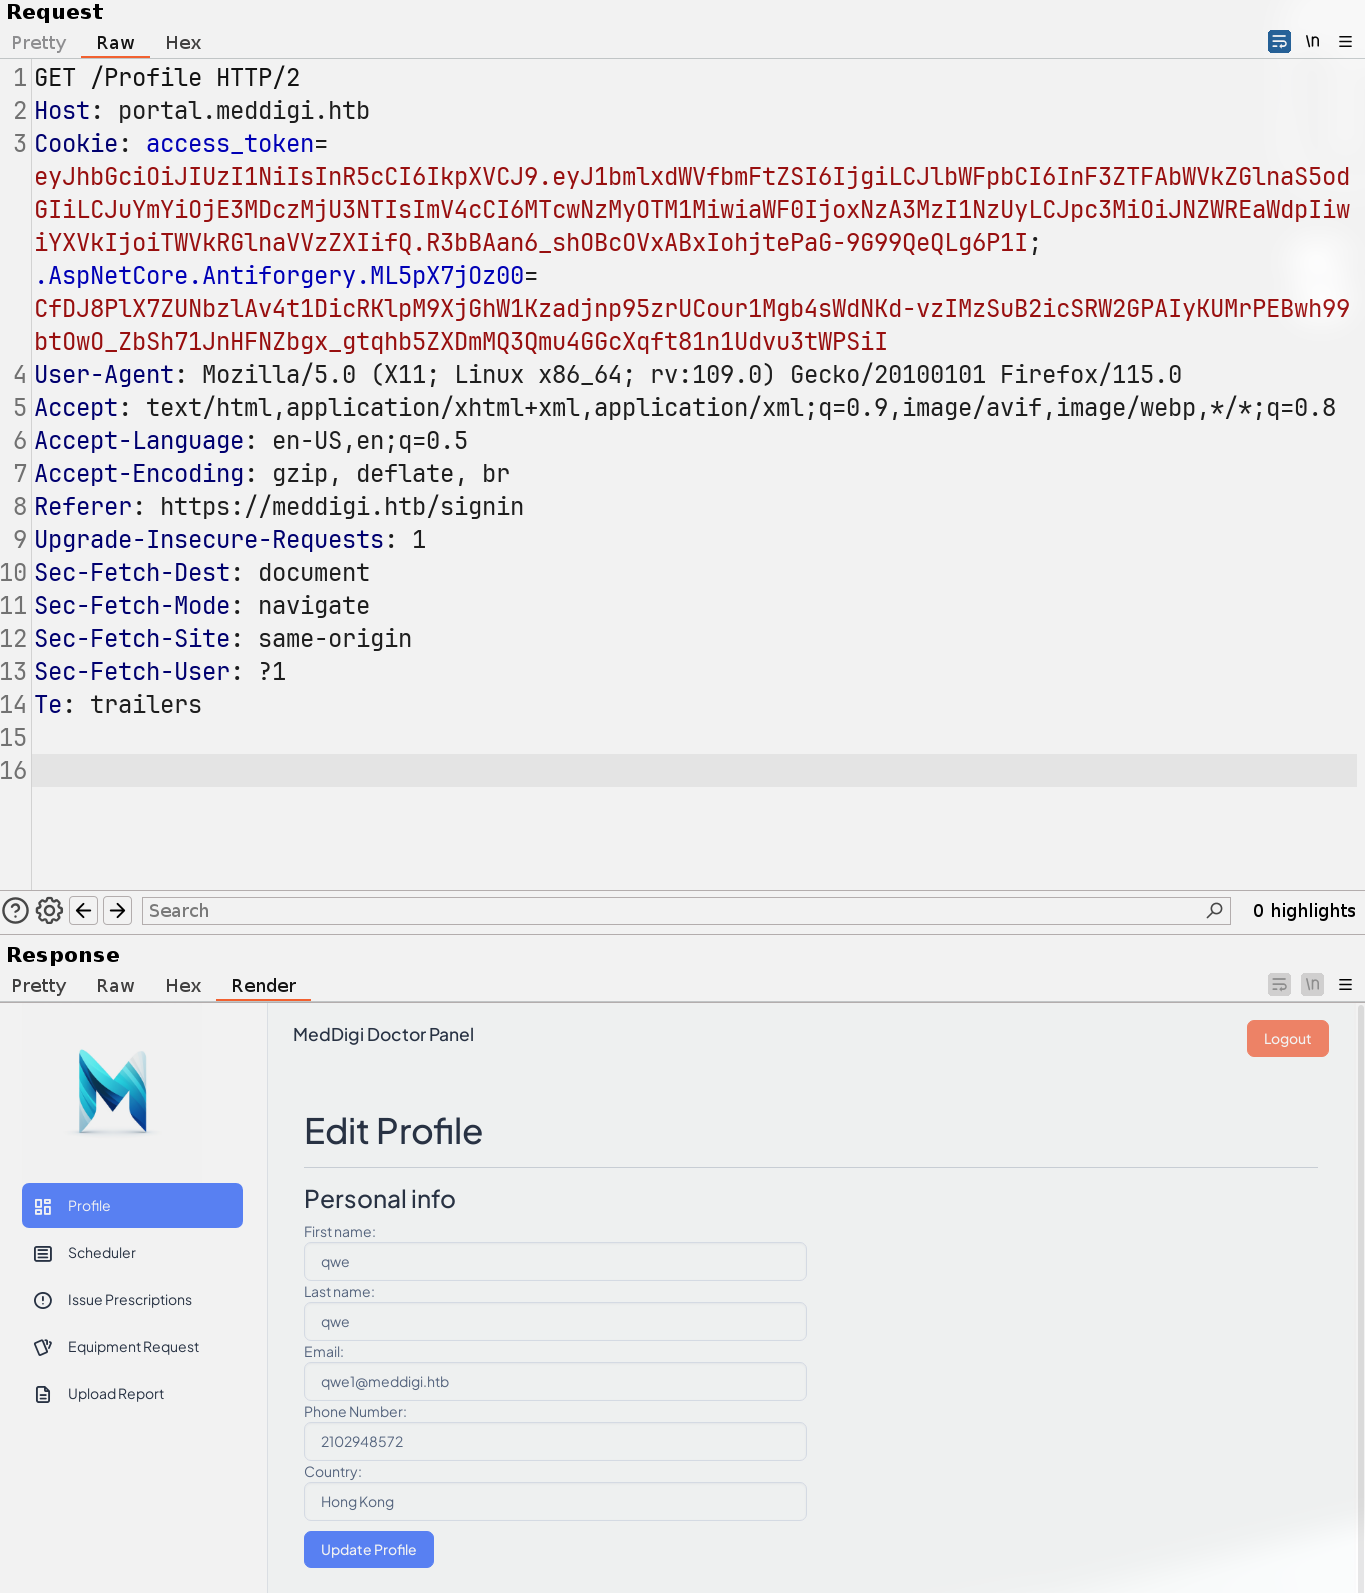 Request
Pretty Raw Hex \n
1 GET /Profile HTTP/2
2 Host: portal.meddigi.htb
3 Cookie: access_token=
eyJhbGciOiJIUzI1NiIsInR5cCI6IkpXVCJ9.eyJ1bmlxdWVfbmFtZSI6IjgiLCJlbWFpbCI6InF3ZTFAbWVkZGlnaS5od
GIiLCJuYmYiOjE3MDczMjU3NTIsImV4cCI6MTcwNzMyOTM1MiwiaWF0IjoxNzA3MzI1NzUyLCJpc3MiOiJNZWREaWdpIiw
iYXVkIjoiTWVkRGlnaVVzZXIifQ.R3bBAan6_shOBcOVxABxIohjtePaG-9G99QeQLg6P1I;
.AspNetCore.Antiforgery.ML5pX7jOz00=
CfDJ8PlX7ZUNbzlAv4t1DicRKlpM9XjGhW1Kzadjnp95zrUCour1Mgb4sWdNKd-vzIMzSuB2icSRW2GPAIyKUMrPEBwh99
btOwO_ZbSh71JnHFNZbgx_gtqhb5ZXDmMQ3Qmu4GGcXqft81n1Udvu3tWPSiI
4 User-Agent: Mozilla/5.0 (X11; Linux x86_64; rv:109.0) Gecko/20100101 Firefox/115.0
5 Accept: text/html,application/xhtml+xml,application/xml;q=0.9,image/avif,image/webp,*/*;q=0.8
6 Accept-Language: en-US,en;q=0.5
7 Accept-Encoding: gzip, deflate, br
8 Referer: https://meddigi.htb/signin
9 Upgrade-Insecure-Requests: 1
10 Sec-Fetch-Dest: document
11 Sec-Fetch-Mode: navigate
12 Sec-Fetch-Site: same-origin
13 Sec-Fetch-User: ?1
14 Te: trailers
15
16
Search 0 highlights
Response
Pretty Raw Hex Render \n
MedDigi Doctor Panel
Logout
Profile
Scheduler
Issue Prescriptions
Equipment Request
Upload Report
Edit Profile
Personal info
First name:
qwe
Last name:
qwe
Email:
qwe1@meddigi.htb
Phone Number:
2102948572
Country:
Hong Kong
Update Profile